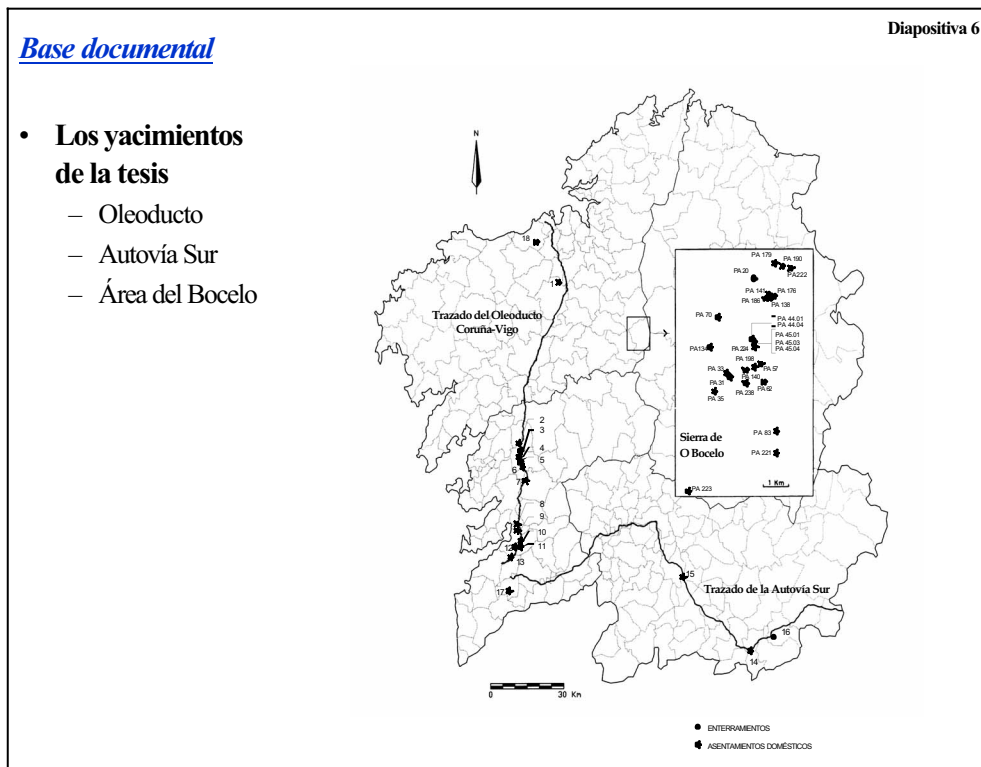 Diapositiva 6
Base documental
• Los yacimientos
de la tesis
– Oleoducto
– Autovía Sur
– Área del Bocelo
N
18
1
Trazado del Oleoducto
Coruña-Vigo
2
3
4
5
6
7
8
9
10
11
12
13
17
15
Trazado de la Autovía Sur
16
14
0 30 Km
PA 179
PA 190
PA222
PA 20
PA 141
PA 176
PA 186
PA 138
PA 70
PA 44.01
PA 44.04
PA 45.01
PA 45.03
PA 45.04
PA134
PA 224
PA 198
PA 57
PA 33
PA 140
PA 31
PA 62
PA 35
PA 238
PA 83
Sierra de
O Bocelo
PA 221
1 Km
PA 223
ENTERRAMIENTOS
ASENTAMIENTOS DOMÉSTICOS